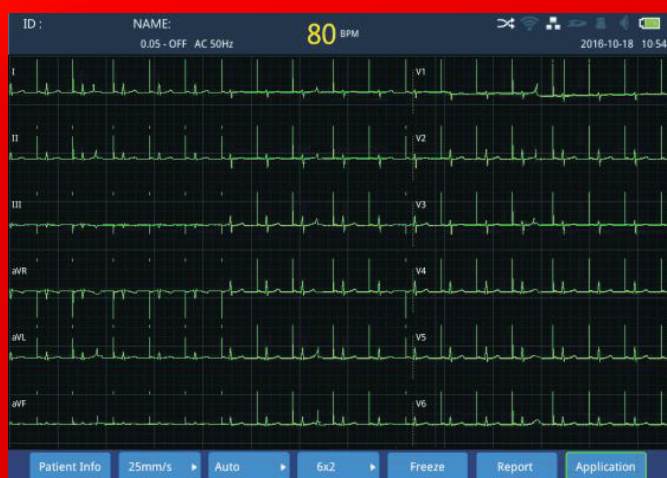 ID :
NAME:
80 BPM
0.05 - OFF AC 50Hz
2016-10-18 10:54
I
V1
II
V2
III
V3
aVR
V4
aVL
V5
aVF
V6
Patient Info
25mm/s
Auto
6x2
Freeze
Report
Application